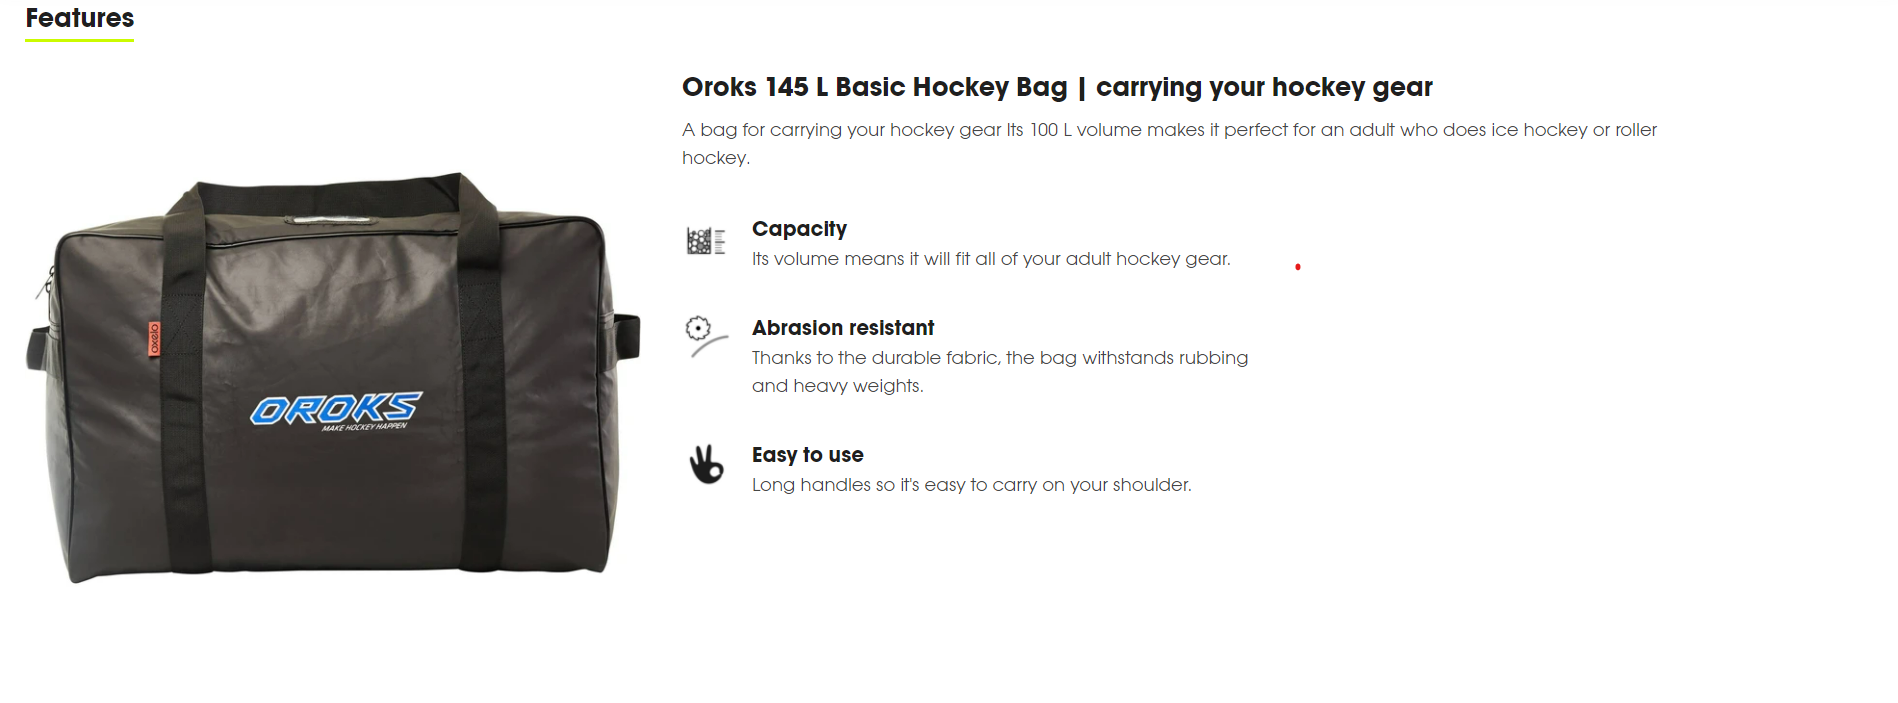 Features
Oroks 145 L Basic Hockey Bag | carrying your hockey gear
A bag for carrying your hockey gear Its 100 L volume makes it perfect for an adult who does ice hockey or roller
hockey.
Capacity
Its volume means it will fit all of your adult hockey gear.
Abrasion resistant
Thanks to the durable fabric, the bag withstands rubbing
and heavy weights.
Easy to use
Long handles so it's easy to carry on your shoulder.
oxelo
OROKS
MAKE HOCKEY HAPPEN